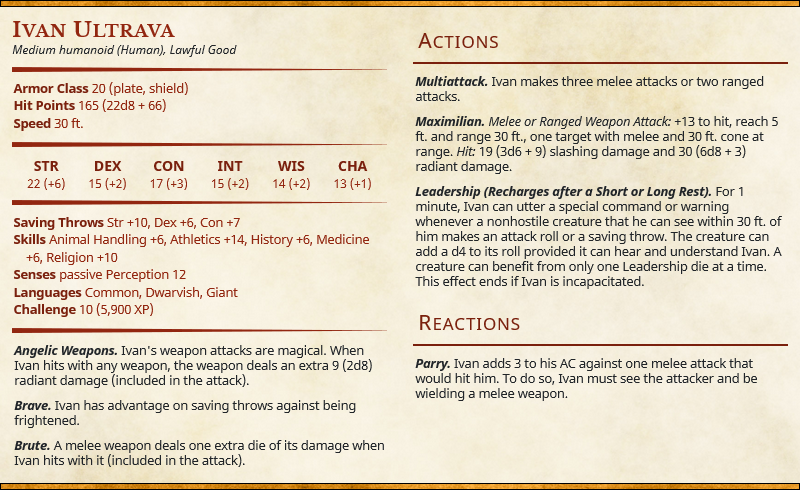 Ivan Ultrava
Medium humanoid (Human), Lawful Good
Armor Class 20 (plate, shield)
Hit Points 165 (22d8 + 66)
Speed 30 ft.
STR DEX CON INT WIS CHA
22 (+6) 15 (+2) 17 (+3) 15 (+2) 14 (+2) 13 (+1)
Saving Throws Str +10, Dex +6, Con +7
Skills Animal Handling +6, Athletics +14, History +6, Medicine
+6, Religion +10
Senses passive Perception 12
Languages Common, Dwarvish, Giant
Challenge 10 (5,900 XP)
Angelic Weapons. Ivan's weapon attacks are magical. When
Ivan hits with any weapon, the weapon deals an extra 9 (2d8)
radiant damage (included in the attack).
Brave. Ivan has advantage on saving throws against being
frightened.
Brute. A melee weapon deals one extra die of its damage when
Ivan hits with it (included in the attack).
Actions
Multiattack. Ivan makes three melee attacks or two ranged
attacks.
Maximilian. Melee or Ranged Weapon Attack: +13 to hit, reach 5
ft. and range 30 ft., one target with melee and 30 ft. cone at
range. Hit: 19 (3d6 + 9) slashing damage and 30 (6d8 + 3)
radiant damage.
Leadership (Recharges after a Short or Long Rest). For 1
minute, Ivan can utter a special command or warning
whenever a nonhostile creature that he can see within 30 ft. of
him makes an attack roll or a saving throw. The creature can
add a d4 to its roll provided it can hear and understand Ivan. A
creature can benefit from only one Leadership die at a time.
This effect ends if Ivan is incapacitated.
Reactions
Parry. Ivan adds 3 to his AC against one melee attack that
would hit him. To do so, Ivan must see the attacker and be
wielding a melee weapon.